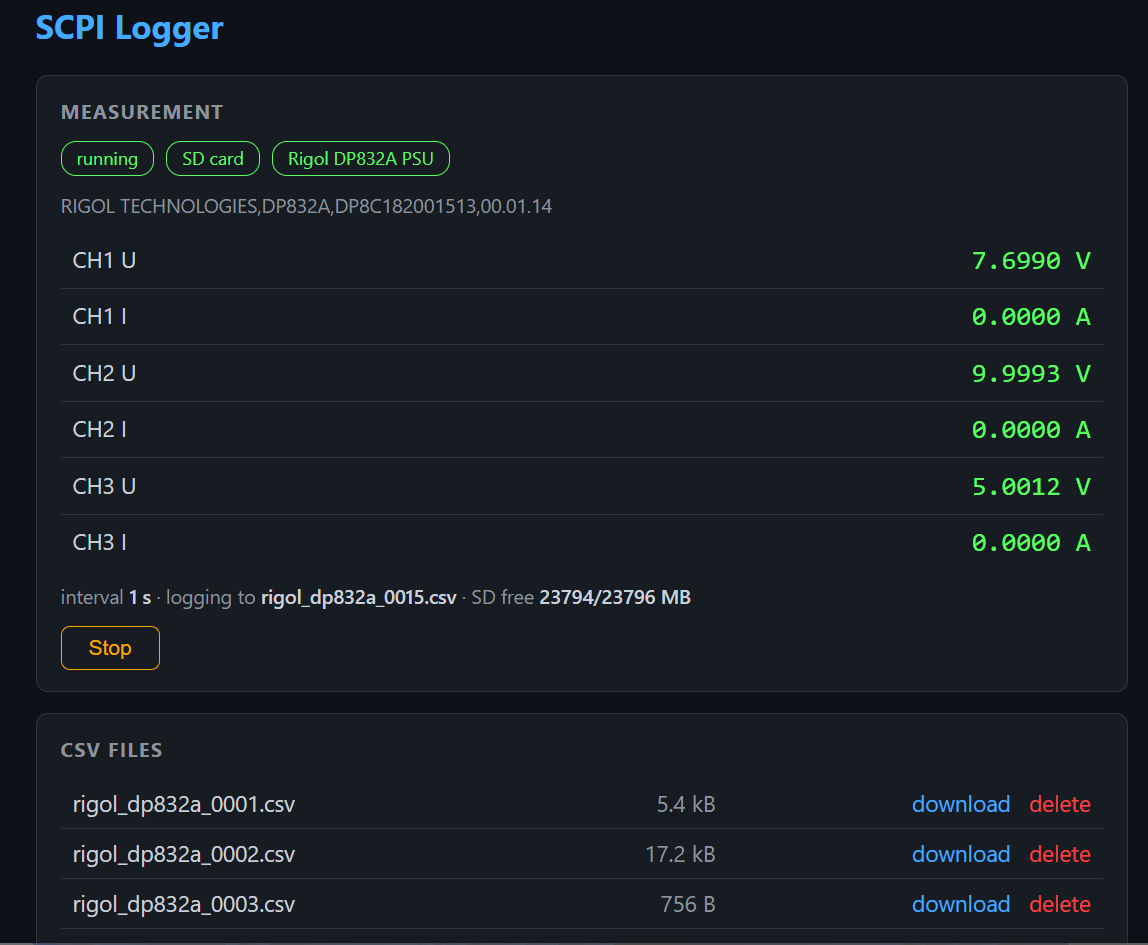 SCPI Logger
MEASUREMENT
running SD card Rigol DP832A PSU
RIGOL TECHNOLOGIES,DP832A,DP8C182001513,00.01.14
CH1 U 7.6990 V
CH1 I 0.0000 A
CH2 U 9.9993 V
CH2 I 0.0000 A
CH3 U 5.0012 V
CH3 I 0.0000 A
interval 1 s · logging to rigol_dp832a_0015.csv · SD free 23794/23796 MB
Stop
CSV FILES
rigol_dp832a_0001.csv 5.4 kB download delete
rigol_dp832a_0002.csv 17.2 kB download delete
rigol_dp832a_0003.csv 756 B download delete